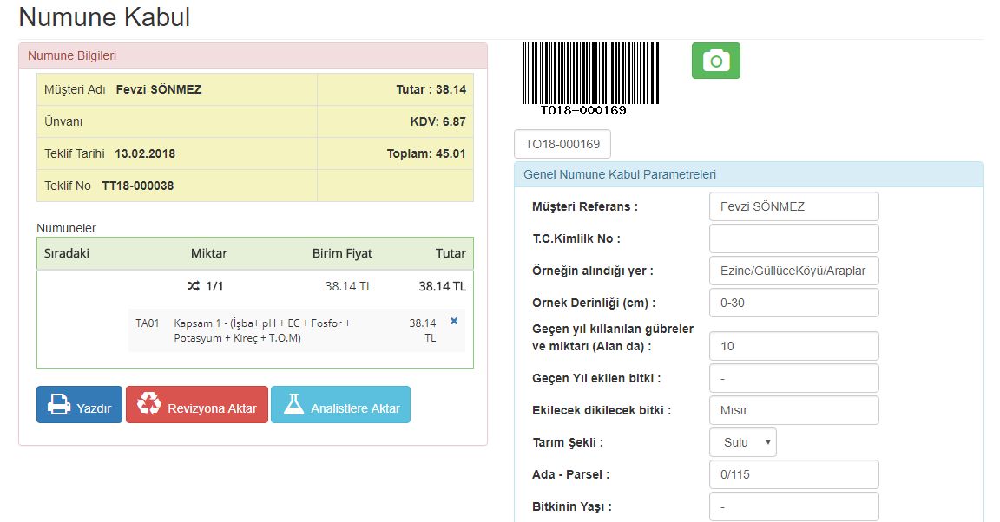 Numune Kabul
Numune Bilgileri
Müşteri Adı Fevzi SÖNMEZ Tutar : 38.14
Ünvanı KDV: 6.87
Teklif Tarihi 13.02.2018 Toplam: 45.01
Teklif No TT18-000038
Numuneler
Sıradaki Miktar Birim Fiyat Tutar
1/1 38.14 TL 38.14 TL
TA01 Kapsam 1 - (İşba+ pH + EC + Fosfor + 38.14
Potasyum + Kireç + T.O.M) TL
Yazdır Revizyona Aktar Analistlere Aktar
TO18-000169
TO18-000169
Genel Numune Kabul Parametreleri
Müşteri Referans : Fevzi SÖNMEZ
T.C.Kimlilk No :
Örneğin alındığı yer : Ezine/GüllüceKöyü/Araplar
Örnek Derinliği (cm) : 0-30
Geçen yıl kıllanılan gübreler
ve miktarı (Alan da) : 10
Geçen Yıl ekilen bitki : -
Ekilecek dikilecek bitki : Mısır
Tarım Şekli : Sulu
Ada - Parsel : 0/115
Bitkinin Yaşı : -